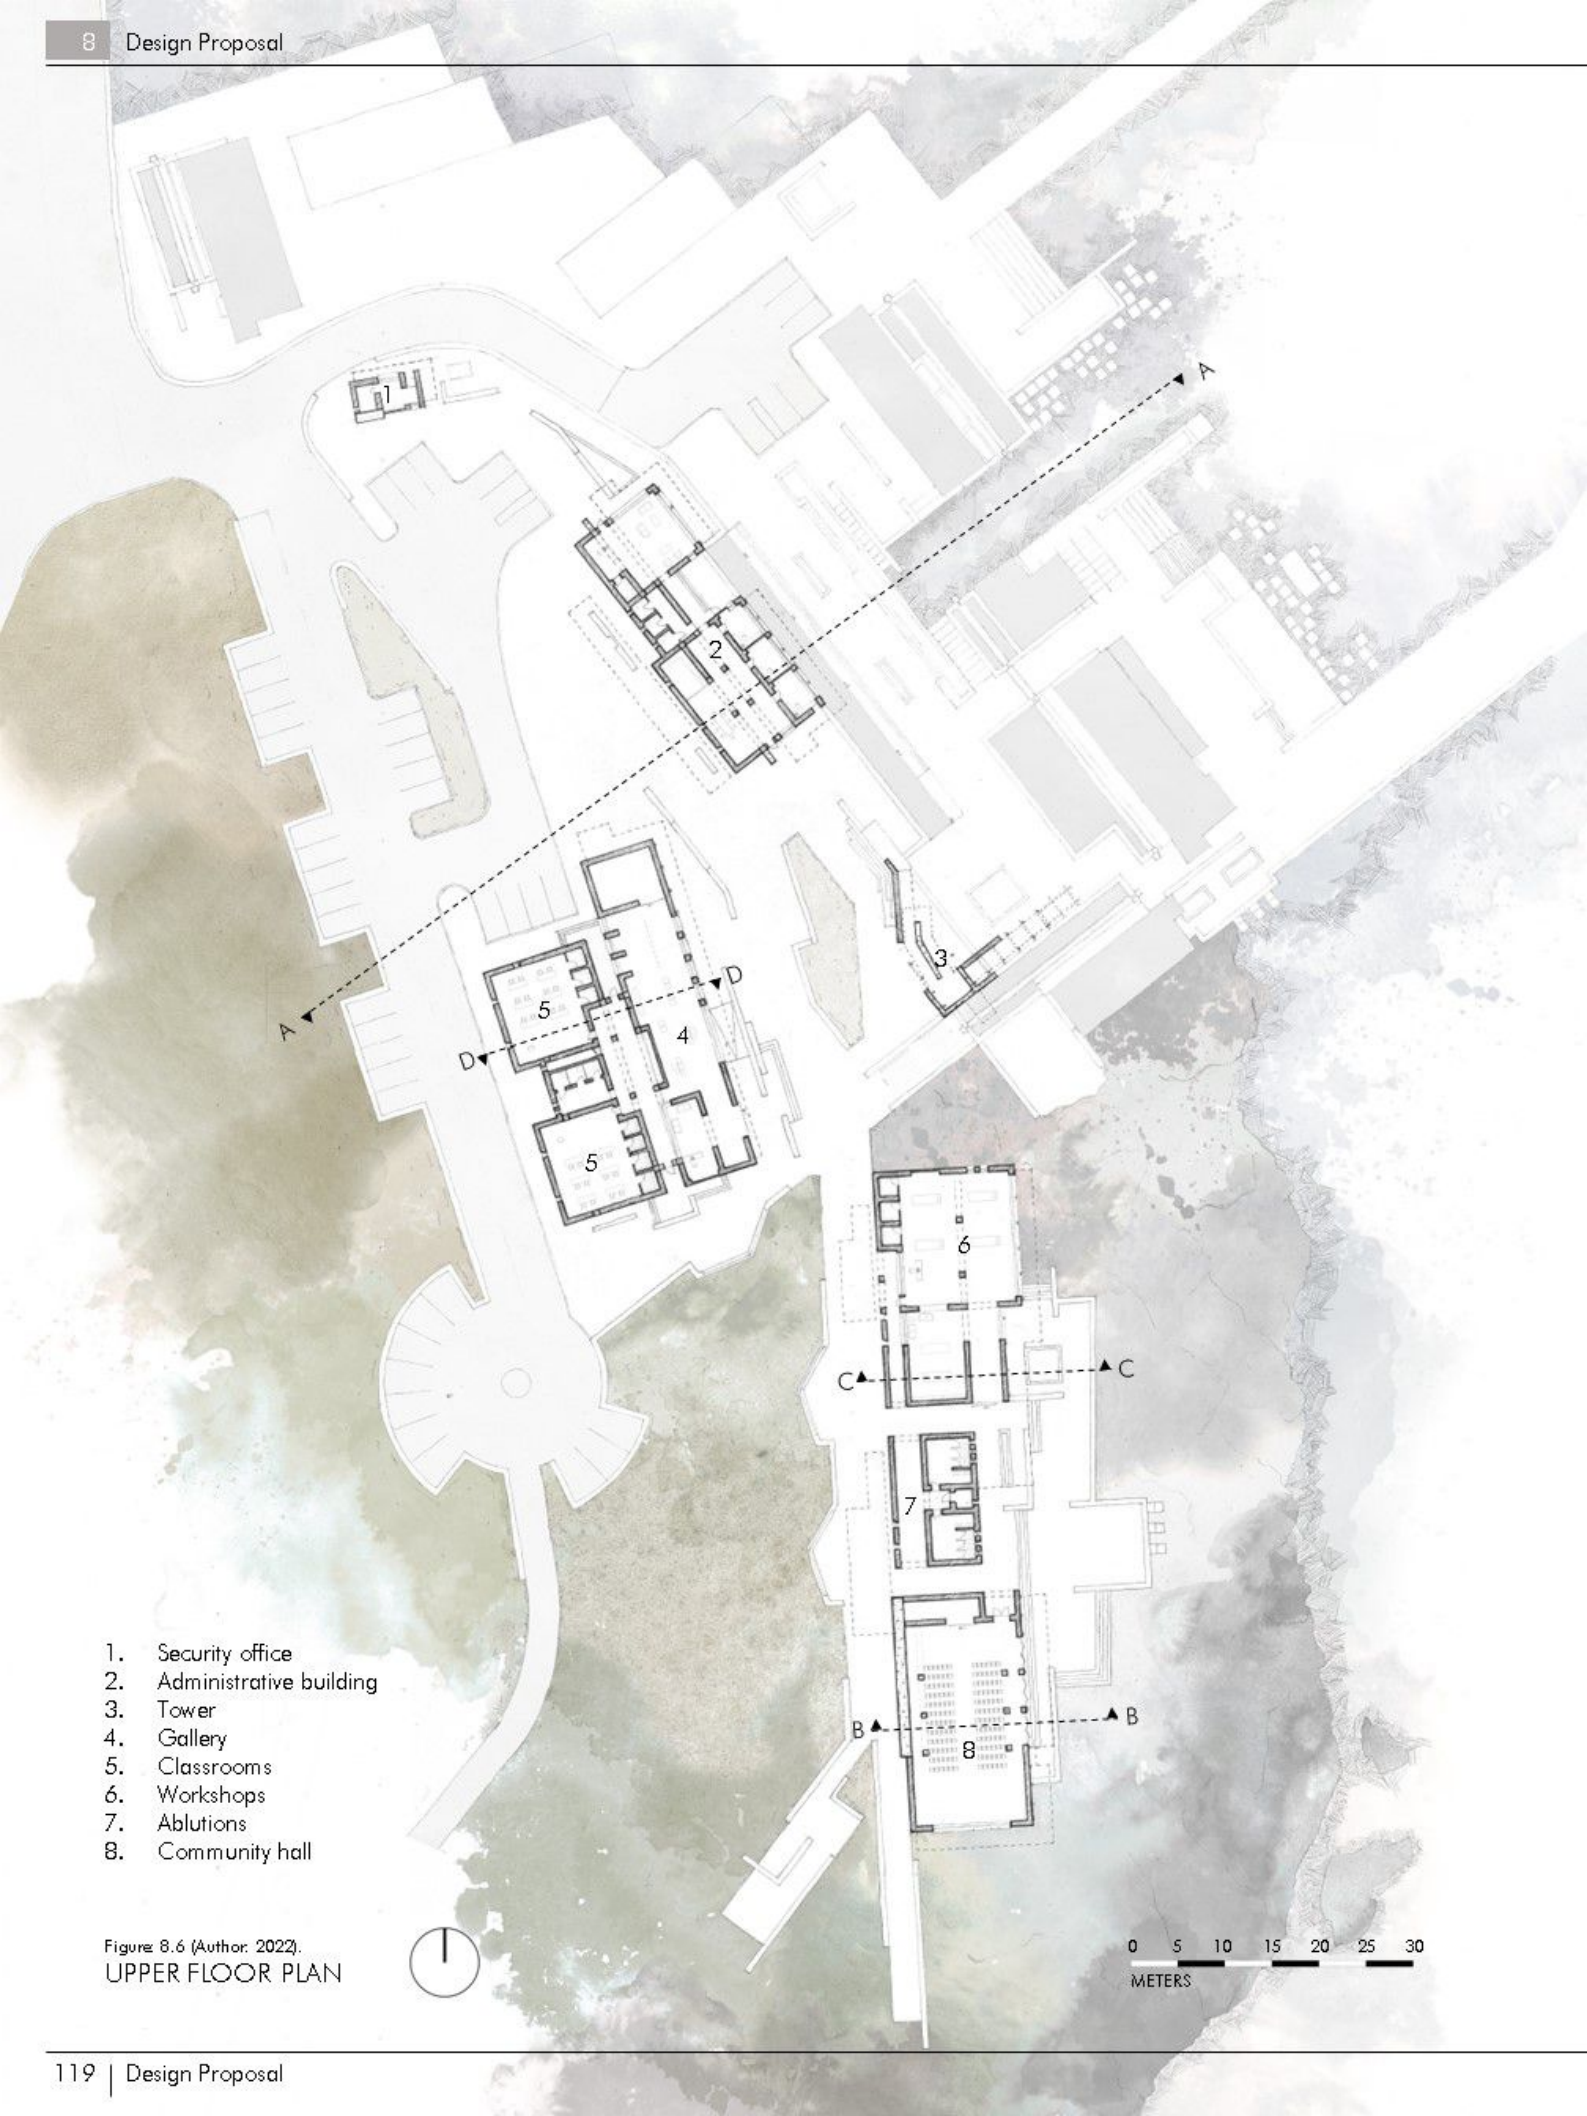 8 Design Proposal
A
1
2
A
3
D
5
4
D
5
6
C C
7
B B
8
1. Security office
2. Administrative building
3. Tower
4. Gallery
5. Classrooms
6. Workshops
7. Ablutions
8. Community hall
Figure 8.6 (Author: 2022).
UPPER FLOOR PLAN
0 5 10 15 20 25 30
METERS
119 | Design Proposal